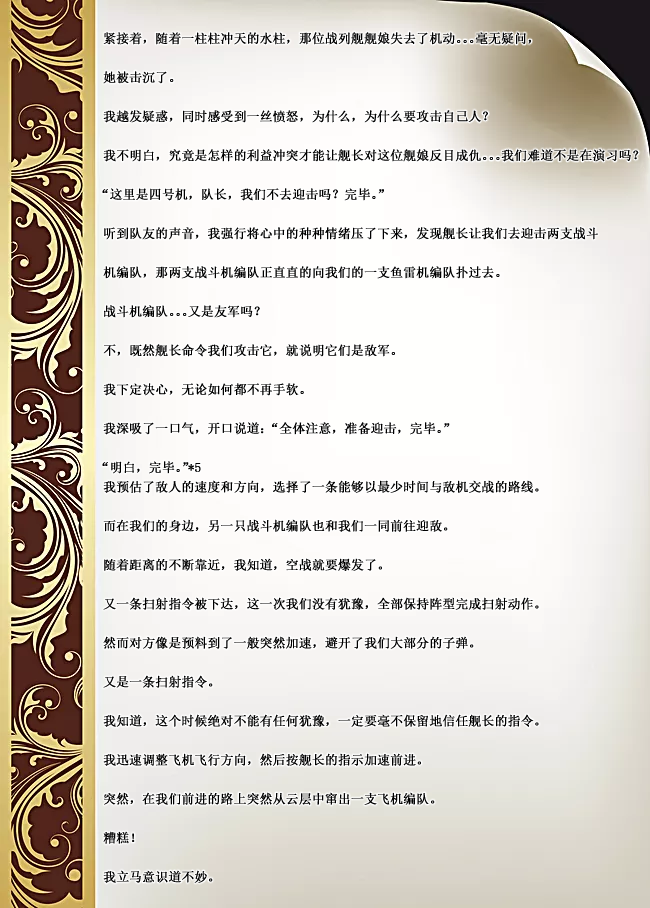 紧接着，随着一柱柱冲天的水柱，那位战列舰舰娘失去了机动。。。毫无疑问，
她被击沉了。
我越发疑惑，同时感受到一丝愤怒，为什么，为什么要攻击自己人？
我不明白，究竟是怎样的利益冲突才能让舰长对这位舰娘反目成仇。。。我们难道不是在演习吗？
“这里是四号机，队长，我们不去迎击吗？完毕。”
听到队友的声音，我强行将心中的种种情绪压了下来，发现舰长让我们去迎击两支战斗
机编队，那两支战斗机编队正直直的向我们的一支鱼雷机编队扑过去。
战斗机编队。。。又是友军吗？
不，既然舰长命令我们攻击它，就说明它们是敌军。
我下定决心，无论如何都不再手软。
我深吸了一口气，开口说道：“全体注意，准备迎击，完毕。”
“明白，完毕。”*5
我预估了敌人的速度和方向，选择了一条能够以最少时间与敌机交战的路线。
而在我们的身边，另一只战斗机编队也和我们一同前往迎敌。
随着距离的不断靠近，我知道，空战就要爆发了。
又一条扫射指令被下达，这一次我们没有犹豫，全部保持阵型完成扫射动作。
然而对方像是预料到了一般突然加速，避开了我们大部分的子弹。
又是一条扫射指令。
我知道，这个时候绝对不能有任何犹豫，一定要毫不保留地信任舰长的指令。
我迅速调整飞机飞行方向，然后按舰长的指示加速前进。
突然，在我们前进的路上突然从云层中窜出一支飞机编队。
糟糕！
我立马意识道不妙。